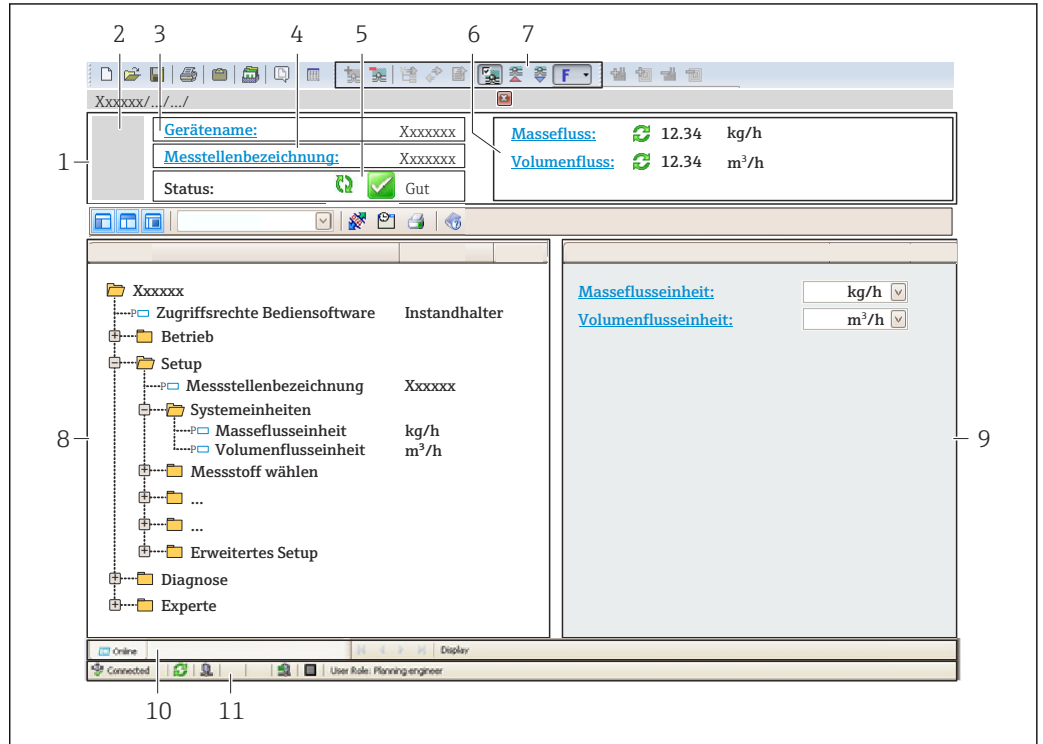 2 3 4 5 6 7
F
Xxxxxx/.../.../
1
Gerätename: Xxxxxxx
Messtellenbezeichnung: Xxxxxxx
Status: Gut
Massefluss: 12.34 kg/h
Volumenfluss: 12.34 m³/h
Xxxxxx
P Zugriffsrechte Bediensoftware Instandhalter
Betrieb
Setup
P Messstellenbezeichnung Xxxxxx
Systemeinheiten
P Masseflusseinheit kg/h
P Volumenflusseinheit m³/h
Messstoff wählen
...
...
Erweitertes Setup
Diagnose
Experte
8
Masseflusseinheit: kg/h
Volumenflusseinheit: m³/h
9
Online Display
Connected User Role: Planning engineer
10 11